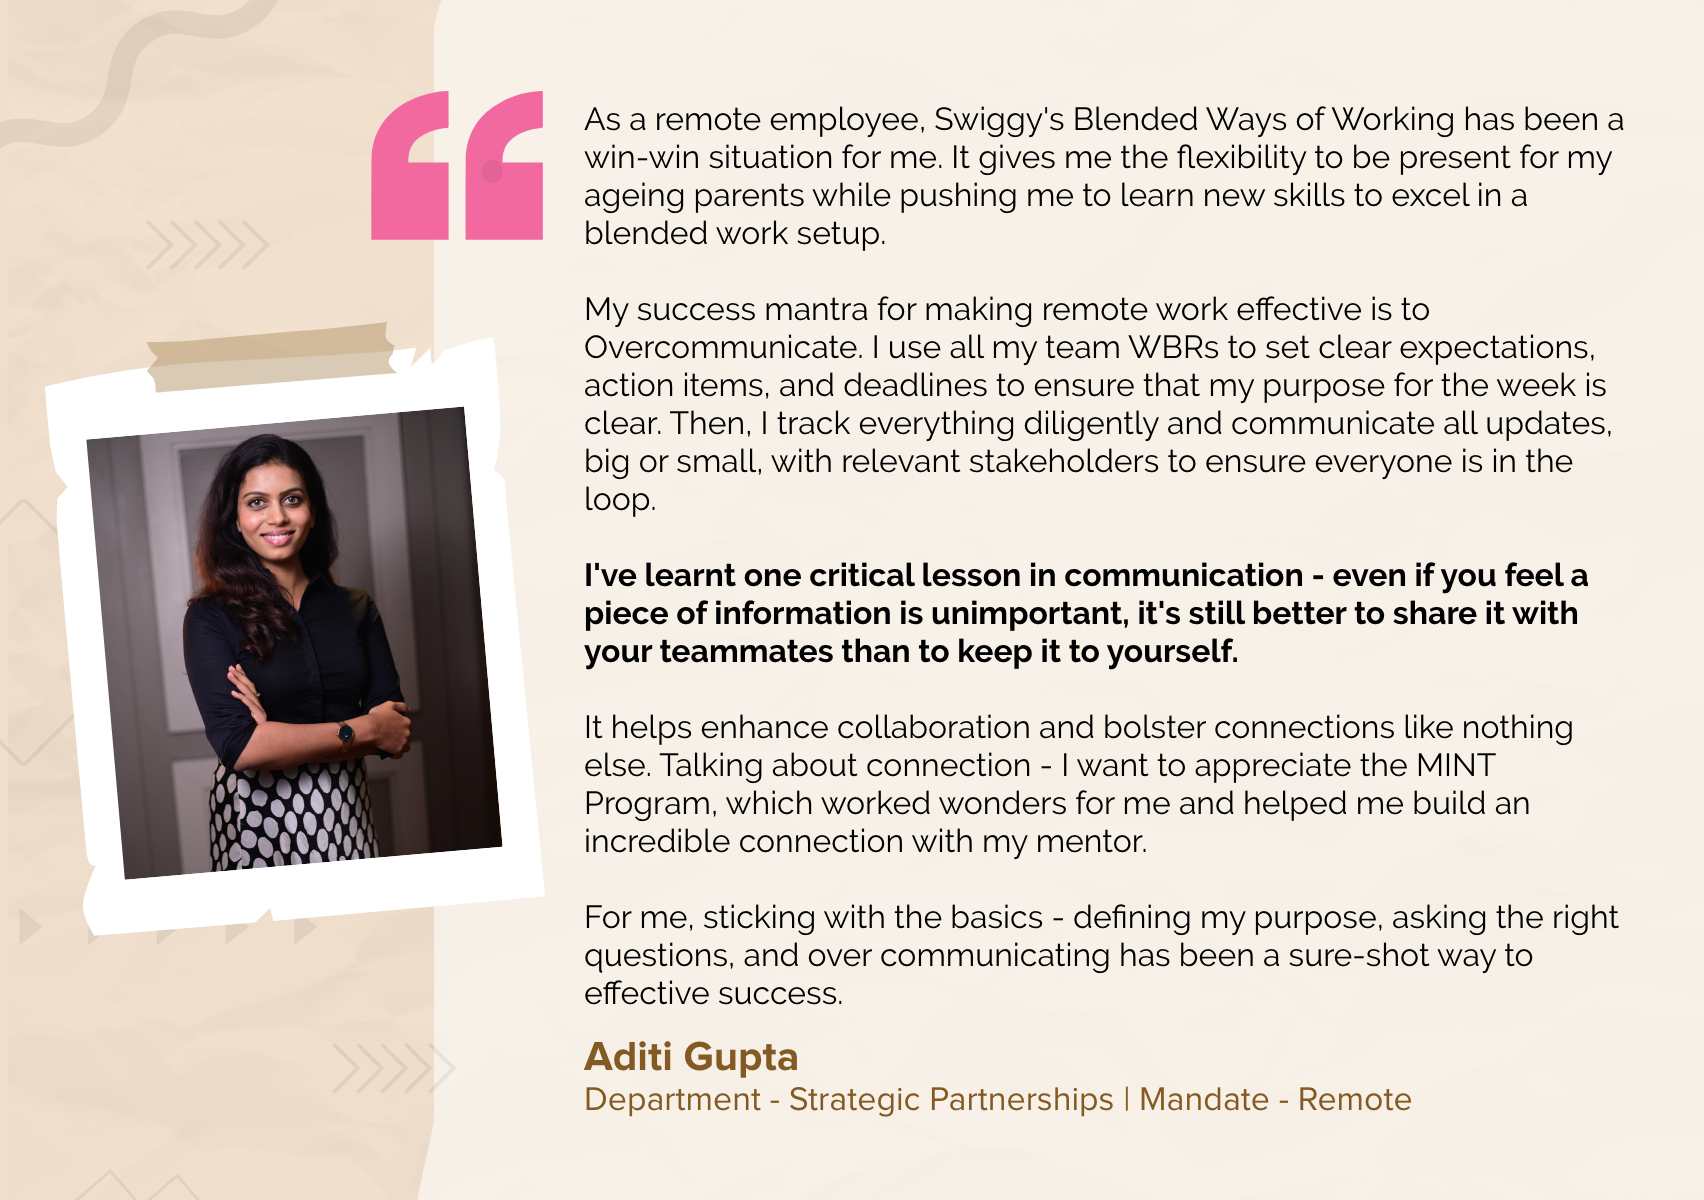 As a remote employee, Swiggy's Blended Ways of Working has been a
win-win situation for me. It gives me the flexibility to be present for my
ageing parents while pushing me to learn new skills to excel in a
blended work setup.
My success mantra for making remote work effective is to
Overcommunicate. I use all my team WBRs to set clear expectations,
action items, and deadlines to ensure that my purpose for the week is
clear. Then, I track everything diligently and communicate all updates,
big or small, with relevant stakeholders to ensure everyone is in the
loop.
I've learnt one critical lesson in communication - even if you feel a
piece of information is unimportant, it's still better to share it with
your teammates than to keep it to yourself.
It helps enhance collaboration and bolster connections like nothing
else. Talking about connection - I want to appreciate the MINT
Program, which worked wonders for me and helped me build an
incredible connection with my mentor.
For me, sticking with the basics - defining my purpose, asking the right
questions, and over communicating has been a sure-shot way to
effective success.
Aditi Gupta
Department - Strategic Partnerships | Mandate - Remote